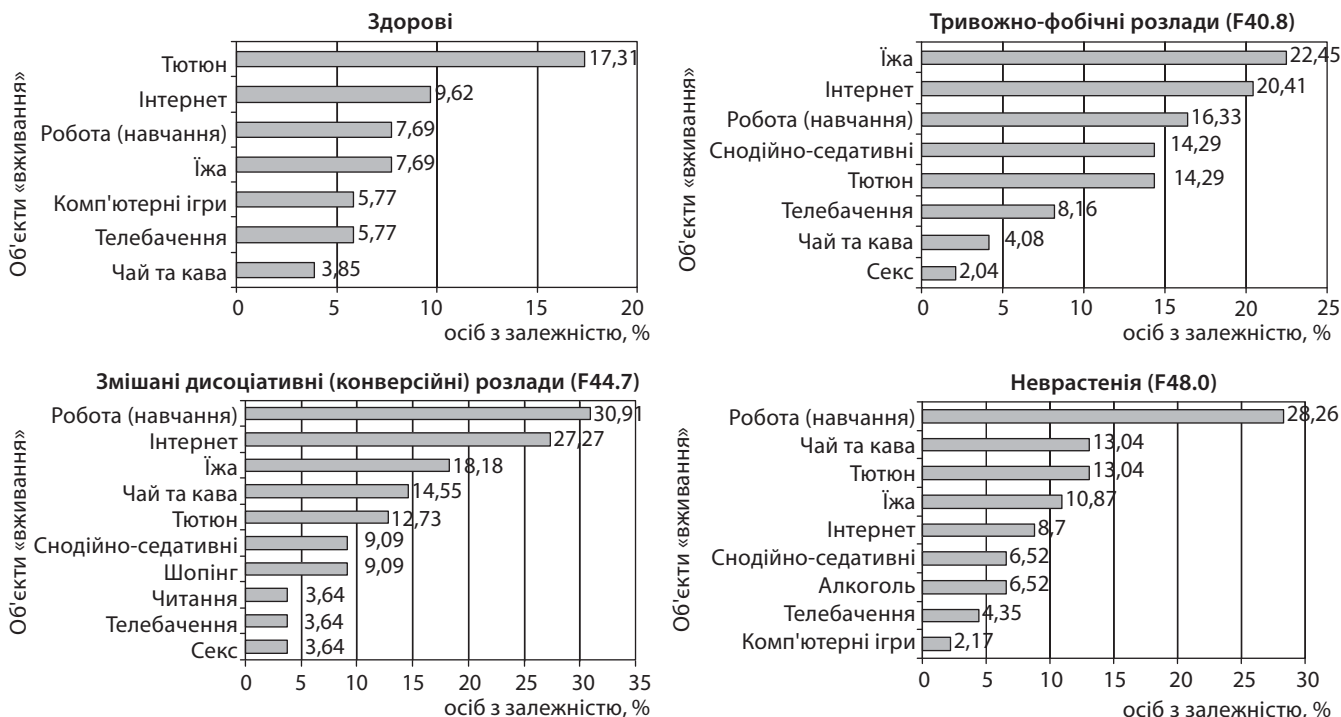 Здорові
Об'єкти «вживання»
Тютюн 17,31
Інтернет 9,62
Робота (навчання) 7,69
Їжа 7,69
Комп'ютерні ігри 5,77
Телебачення 5,77
Чай та кава 3,85
0 5 10 15 20
осіб з залежністю, %
Тривожно-фобічні розлади (F40.8)
Об'єкти «вживання»
Їжа 22,45
Інтернет 20,41
Робота (навчання) 16,33
Снодійно-седативні 14,29
Тютюн 14,29
Телебачення 8,16
Чай та кава 4,08
Секс 2,04
0 5 10 15 20 25
осіб з залежністю, %
Змішані дисоціативні (конверсійні) розлади (F44.7)
Об'єкти «вживання»
Робота (навчання) 30,91
Інтернет 27,27
Їжа 18,18
Чай та кава 14,55
Тютюн 12,73
Снодійно-седативні 9,09
Шопінг 9,09
Читання 3,64
Телебачення 3,64
Секс 3,64
0 5 10 15 20 25 30 35
осіб з залежністю, %
Неврастенія (F48.0)
Об'єкти «вживання»
Робота (навчання) 28,26
Чай та кава 13,04
Тютюн 13,04
Їжа 10,87
Інтернет 8,7
Снодійно-седативні 6,52
Алкоголь 6,52
Телебачення 4,35
Комп'ютерні ігри 2,17
0 5 10 15 20 25 30
осіб з залежністю, %